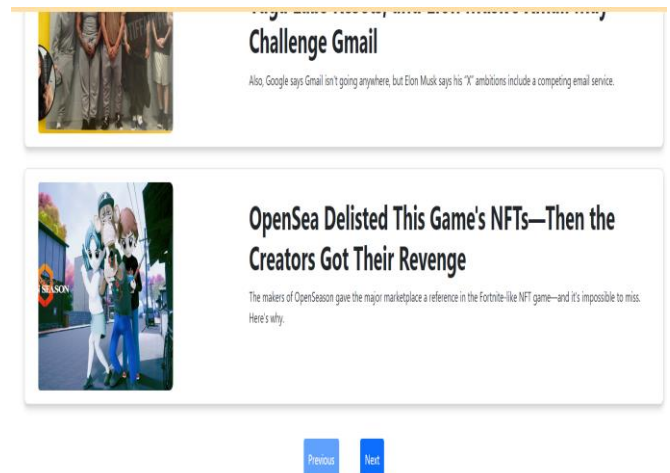 Challenge Gmail
Also, Google says Gmail isn't going anywhere, but Elon Musk says his "X" ambitions include a competing email service.
OpenSea Delisted This Game's NFTs—Then the
Creators Got Their Revenge
The makers of OpenSeason gave the major marketplace a reference in the Fortnite-like NFT game—and it's impossible to miss.
Here's why.
SEASON
Previous
Next